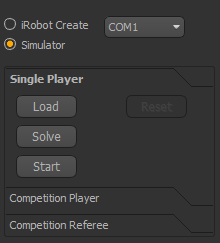 iRobot Create COM1
Simulator
Single Player
Load Reset
Solve
Start
Competition Player
Competition Referee